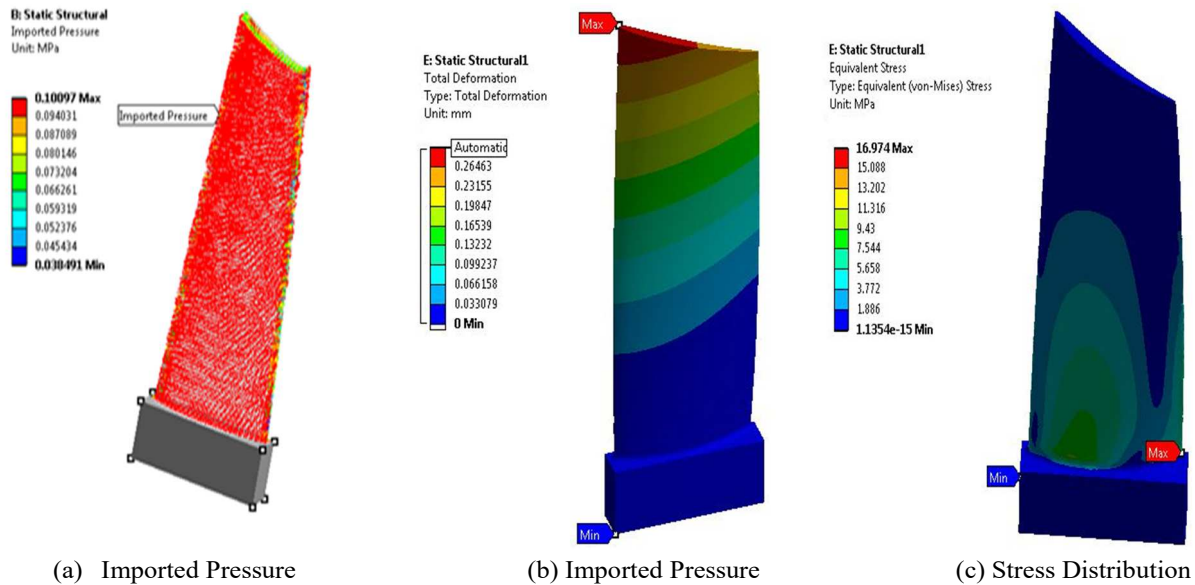 B: Static Structural
Imported Pressure
Unit: MPa
0.10097 Max
0.094031
0.087089
0.080146
0.073204
0.066261
0.059319
0.052376
0.045434
0.038491 Min
Imported Pressure
E: Static Structural1
Total Deformation
Type: Total Deformation
Unit: mm
Automatic
0.26463
0.23155
0.19847
0.16539
0.13232
0.099237
0.066158
0.033079
0 Min
Max
Min
E: Static Structural1
Equivalent Stress
Type: Equivalent (von-Mises) Stress
Unit: MPa
16.974 Max
15.088
13.202
11.316
9.43
7.544
5.658
3.772
1.886
1.1354e-15 Min
Max
Min
(a) Imported Pressure
(b) Imported Pressure
(c) Stress Distribution